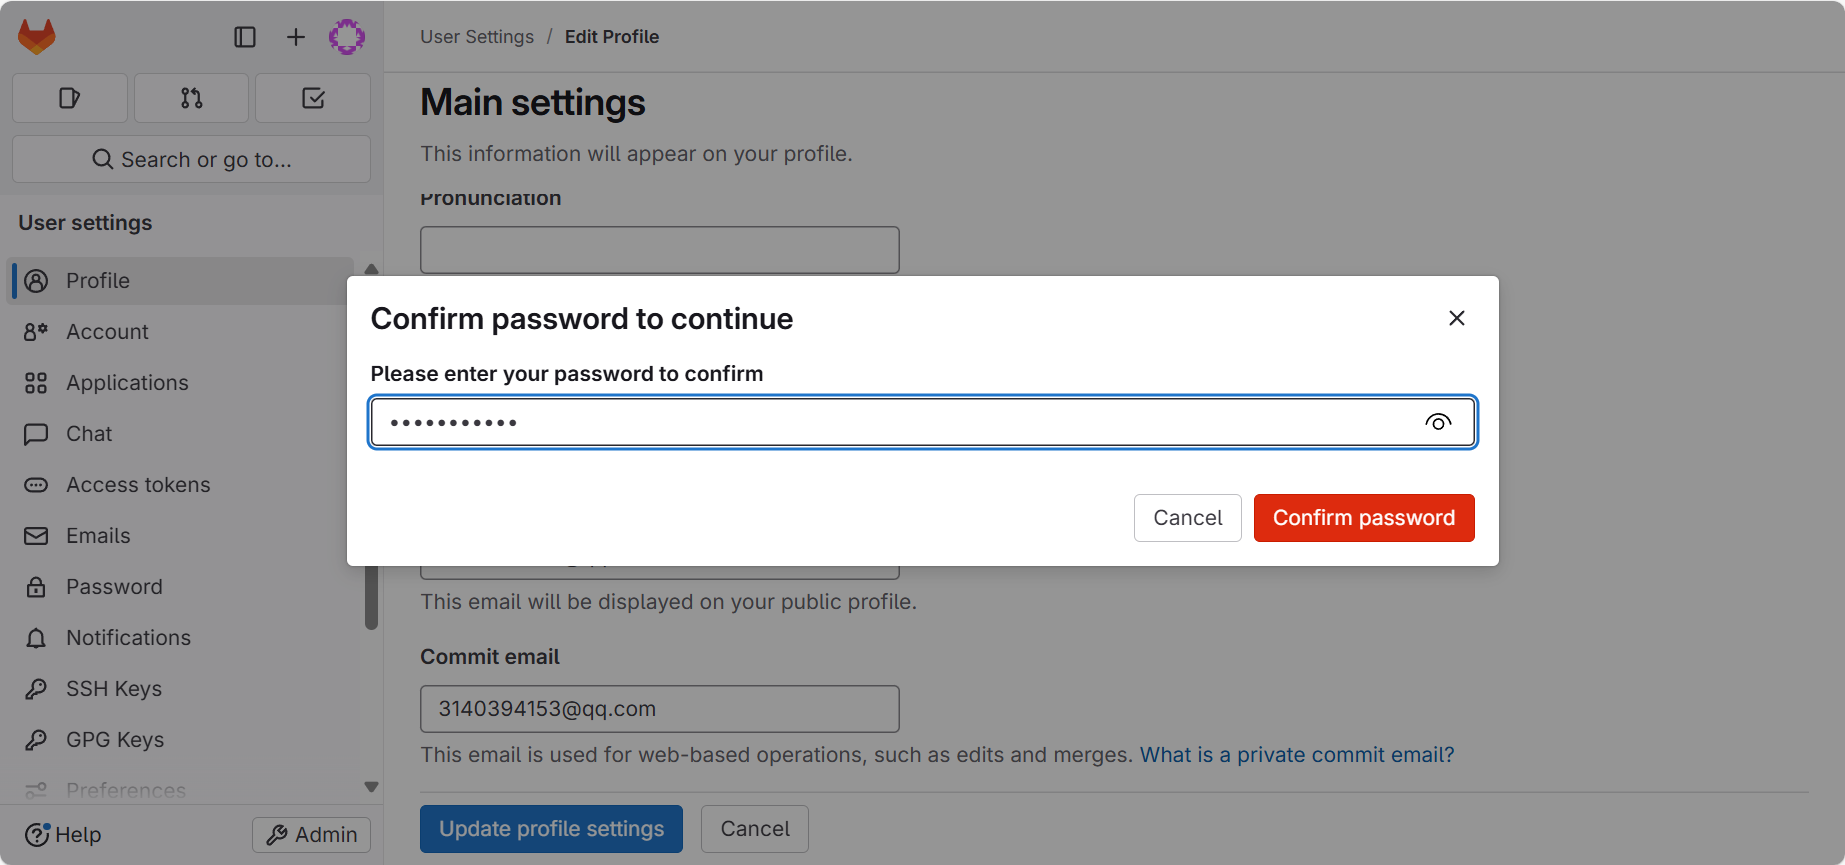 User Settings / Edit Profile
Search or go to...
User settings
Profile
Account
Applications
Chat
Access tokens
Emails
Password
Notifications
SSH Keys
GPG Keys
Preferences
Help
Admin
Main settings
This information will appear on your profile.
Pronunciation
Confirm password to continue
Please enter your password to confirm
•••••••••••
Cancel
Confirm password
This email will be displayed on your public profile.
Commit email
3140394153@qq.com
This email is used for web-based operations, such as edits and merges. What is a private commit email?
Update profile settings
Cancel